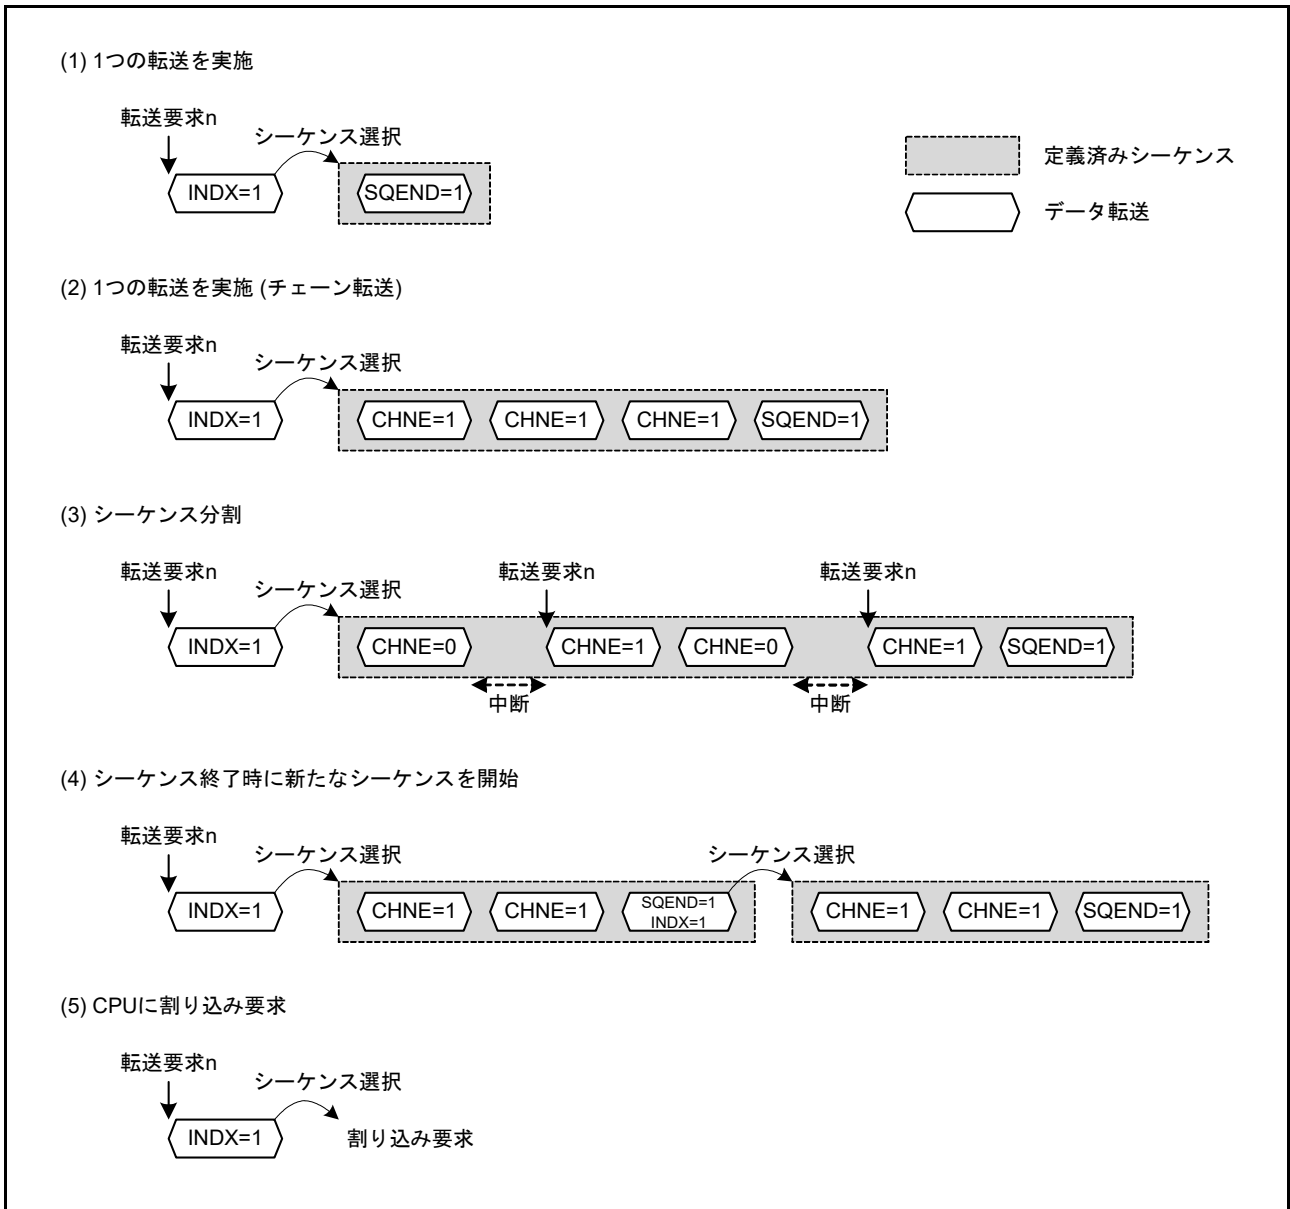 (1) 1つの転送を実施
転送要求n
シーケンス選択
INDX=1
SQEND=1
定義済みシーケンス
データ転送
(2) 1つの転送を実施 (チェーン転送)
転送要求n
シーケンス選択
INDX=1
CHNE=1
CHNE=1
CHNE=1
SQEND=1
(3) シーケンス分割
転送要求n
シーケンス選択
転送要求n
転送要求n
INDX=1
CHNE=0
CHNE=1
CHNE=0
CHNE=1
SQEND=1
中断
中断
(4) シーケンス終了時に新たなシーケンスを開始
転送要求n
シーケンス選択
シーケンス選択
INDX=1
CHNE=1
CHNE=1
SQEND=1
INDX=1
CHNE=1
CHNE=1
SQEND=1
(5) CPUに割り込み要求
転送要求n
シーケンス選択
INDX=1
割り込み要求